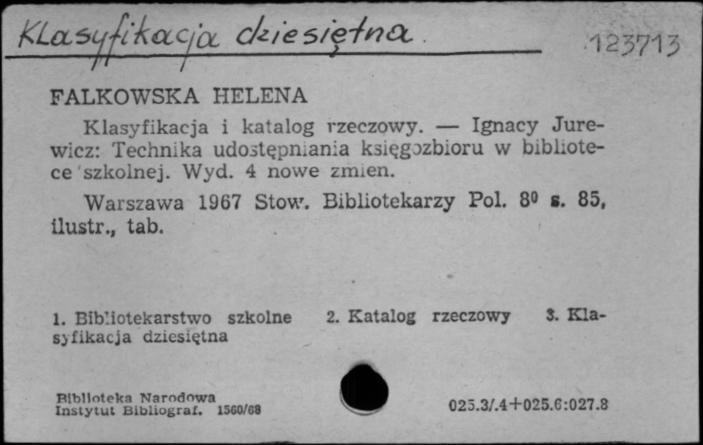 Klasyfikacja dziesiętna.
123713
FALKOWSKA HELENA
Klasyfikacja i katalog rzeczowy. — Ignacy Jure-
wicz: Technika udostępniania księgozbioru w bibliote-
ce szkolnej. Wyd. 4 nowe zmien.
Warszawa 1967 Stow. Bibliotekarzy Pol. 8⁰ s. 85,
ilustr., tab.
1. Bibliotekarstwo szkolne 2. Katalog rzeczowy 3. Kla-
syfikacja dziesiętna
Biblioteka Narodowa
Instytut Bibliograf. 1560/68
025.3/.4+025.6:027.8